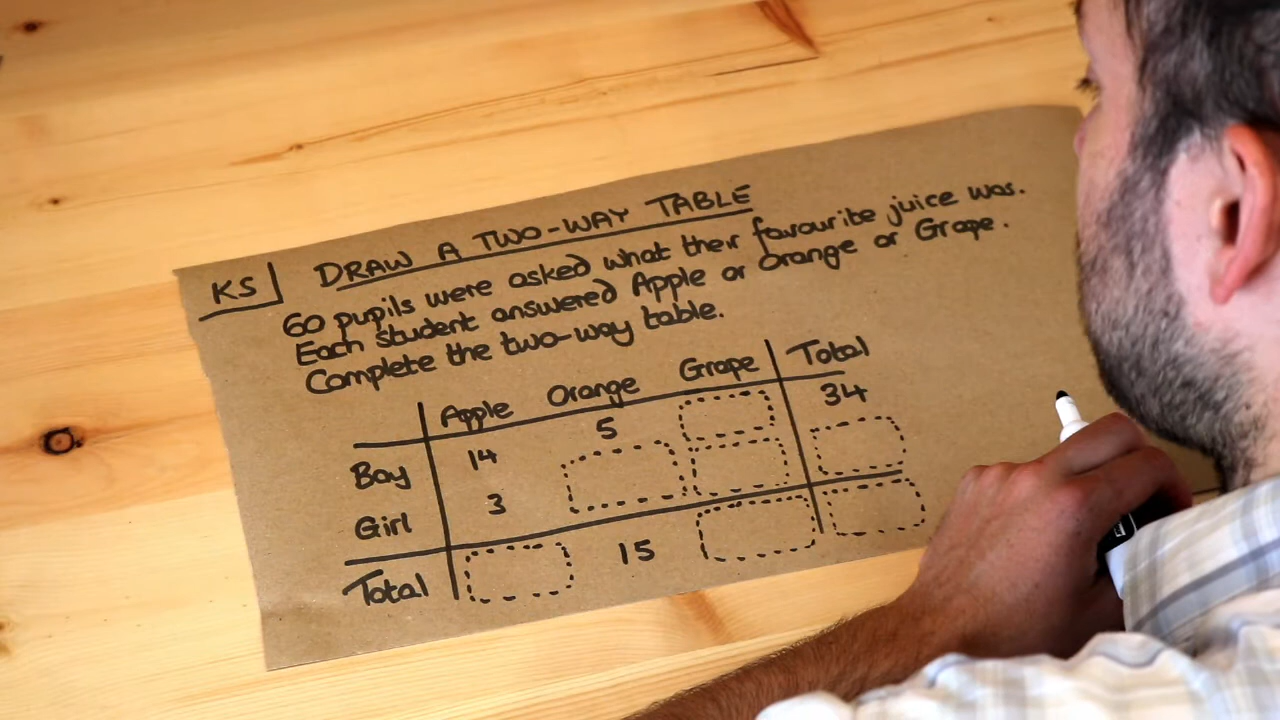 KS
DRAW A TWO-WAY TABLE
60 pupils were asked what their favourite juice was.
Each student answered Apple or Orange or Grape.
Complete the two-way table.
Apple Orange Grape Total
Boy 14 5 34
Girl 3
Total 15